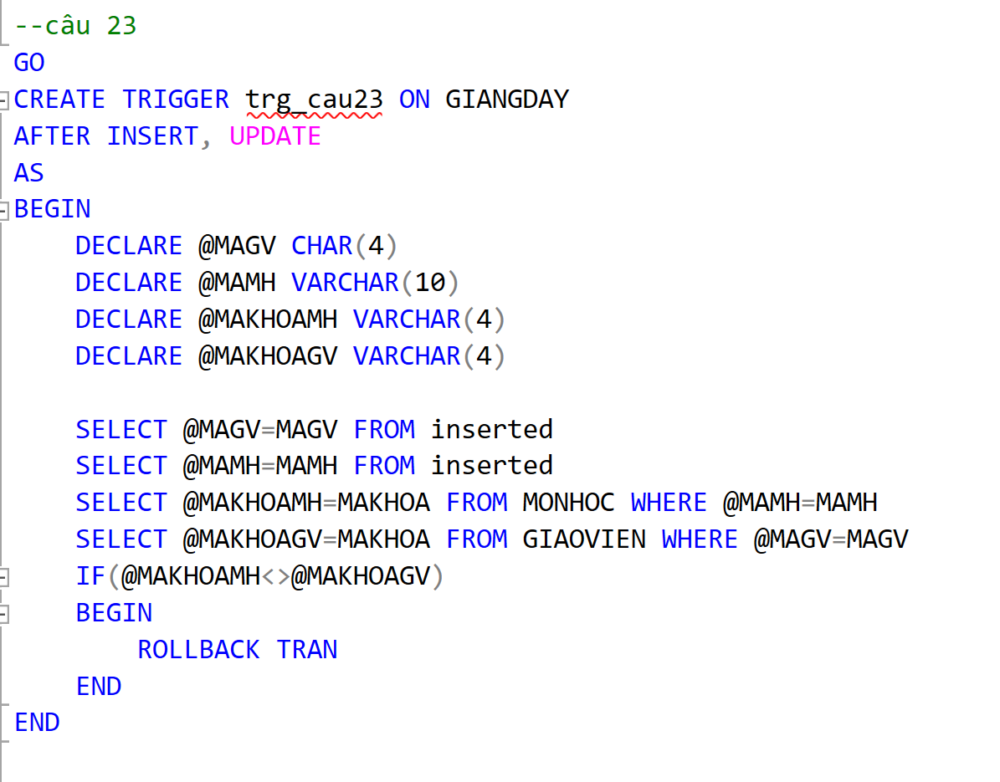 --câu 23
GO
CREATE TRIGGER trg_cau23 ON GIANGDAY
AFTER INSERT, UPDATE
AS
BEGIN
    DECLARE @MAGV CHAR(4)
    DECLARE @MAMH VARCHAR(10)
    DECLARE @MAKHOAMH VARCHAR(4)
    DECLARE @MAKHOAGV VARCHAR(4)

    SELECT @MAGV=MAGV FROM inserted
    SELECT @MAMH=MAMH FROM inserted
    SELECT @MAKHOAMH=MAKHOA FROM MONHOC WHERE @MAMH=MAMH
    SELECT @MAKHOAGV=MAKHOA FROM GIAOVIEN WHERE @MAGV=MAGV
    IF(@MAKHOAMH<>@MAKHOAGV)
    BEGIN
        ROLLBACK TRAN
    END
END